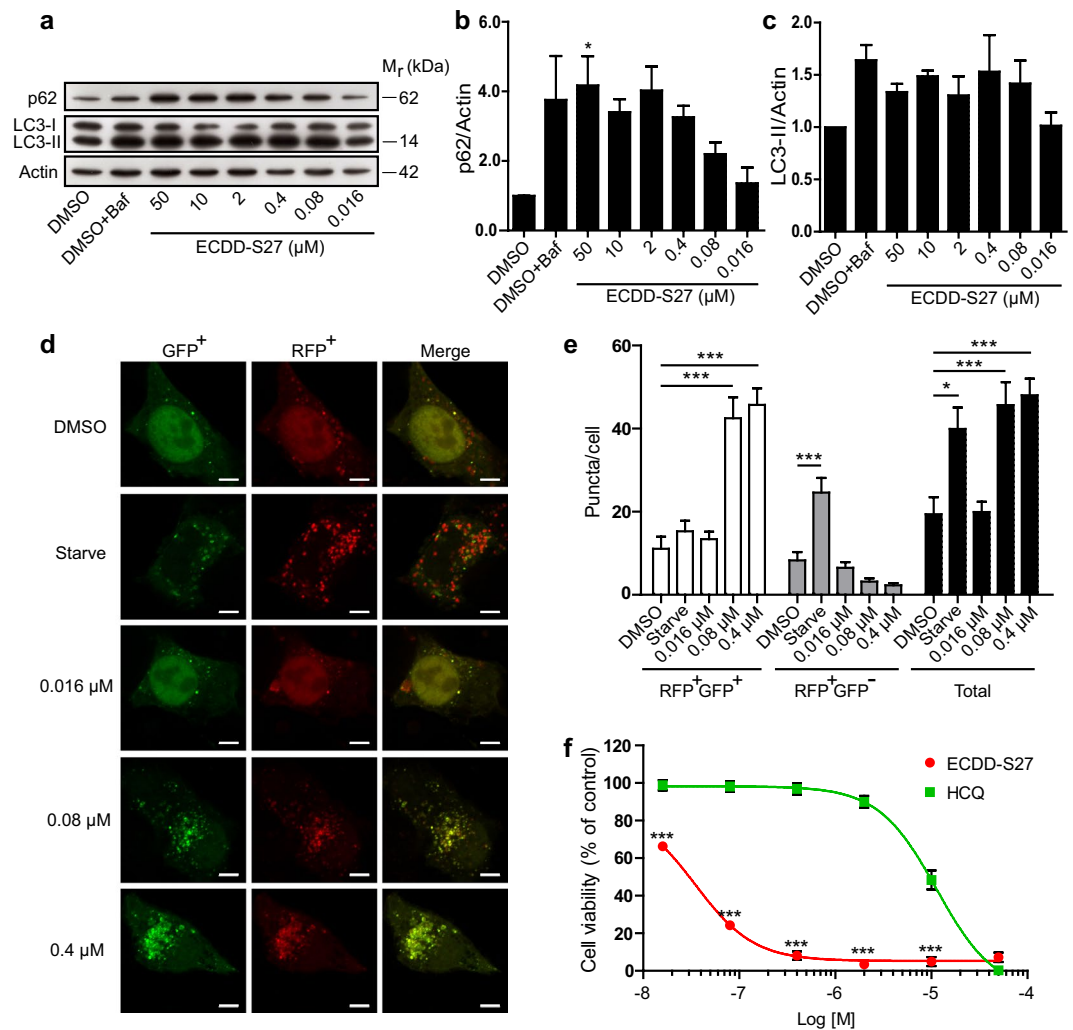 a
Mr (kDa)
p62
62
LC3-I
LC3-II
14
Actin
42
DMSO
DMSO+Baf
50
10
2
0.4
0.08
0.016
ECDD-S27 (µM)
b
p62/Actin
6.0
4.0
2.0
0.0
*
DMSO
DMSO+Baf
50
10
2
0.4
0.08
0.016
ECDD-S27 (µM)
c
LC3-II/Actin
2.0
1.5
1.0
0.5
0.0
DMSO
DMSO+Baf
50
10
2
0.4
0.08
0.016
ECDD-S27 (µM)
d
GFP+ RFP+ Merge
DMSO
Starve
0.016 µM
0.08 µM
0.4 µM
e
Puncta/cell
60
40
20
0
***
***
***
***
***
*
DMSO
Starve
0.016 µM
0.08 µM
0.4 µM
RFP+GFP+
DMSO
Starve
0.016 µM
0.08 µM
0.4 µM
RFP+GFP−
DMSO
Starve
0.016 µM
0.08 µM
0.4 µM
Total
f
Cell viability (% of control)
120
100
80
60
40
20
0
ECDD-S27
HCQ
***
***
***
***
***
-8 -7 -6 -5 -4
Log [M]